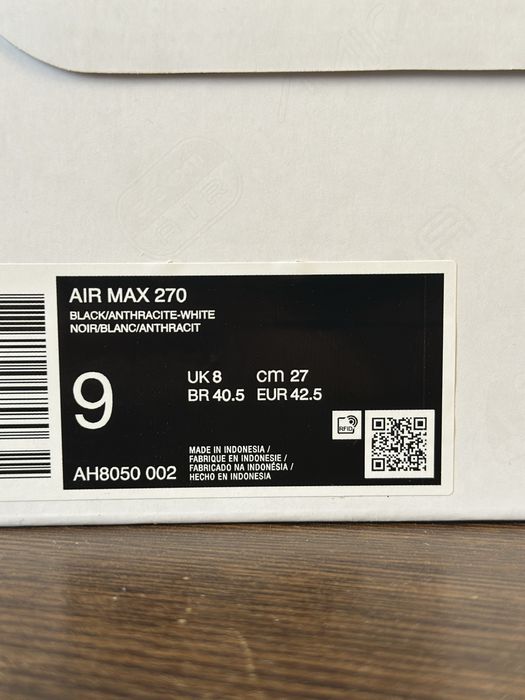 AIR MAX 270
BLACK/ANTHRACITE-WHITE
NOIR/BLANC/ANTHRACIT
9
UK 8 cm 27
BR 40.5 EUR 42.5
RFID
AH8050 002
MADE IN INDONESIA /
FABRIQUE EN INDONESIE /
FABRICADO NA INDONÉSIA /
HECHO EN INDONESIA